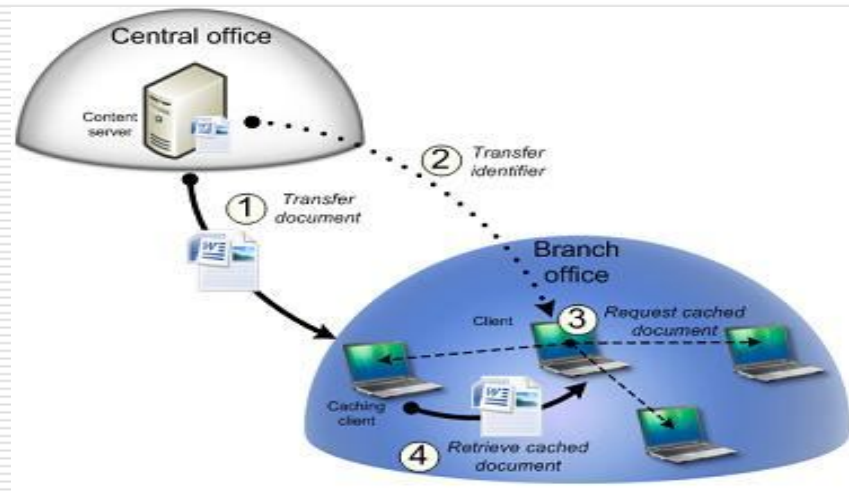 Central office
Content
server
1
Transfer
document
2
Transfer
identifier
Branch
office
Client
3
Request cached
document
Caching
client
4
Retrieve cached
document